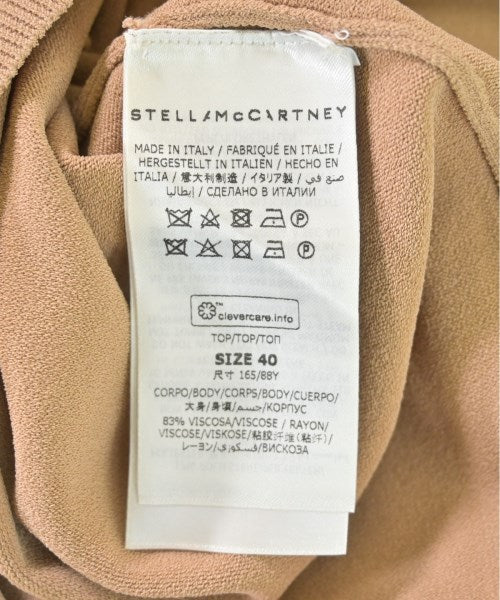 STELLAMcCARTNEY
MADE IN ITALY / FABRIQUÉ EN ITALIE /
HERGESTELLT IN ITALIEN / HECHO EN
ITALIA / 意大利制造 / イタリア製 / صنع في
إيطاليا / СДЕЛАНО В ИТАЛИИ
P
P
clevercare.info
TOP/TOP/ТОП
SIZE 40
尺寸 165/88Y
CORPO/BODY/CORPS/BODY/CUERPO/
大身/身頃/جسم/КОРПУС
83% VISCOSA/VISCOSE / RAYON/
VISCOSE/VISKOSE/粘胶纤维(粘纤)/
レーヨン/فسكوزي/ВИСКОЗА